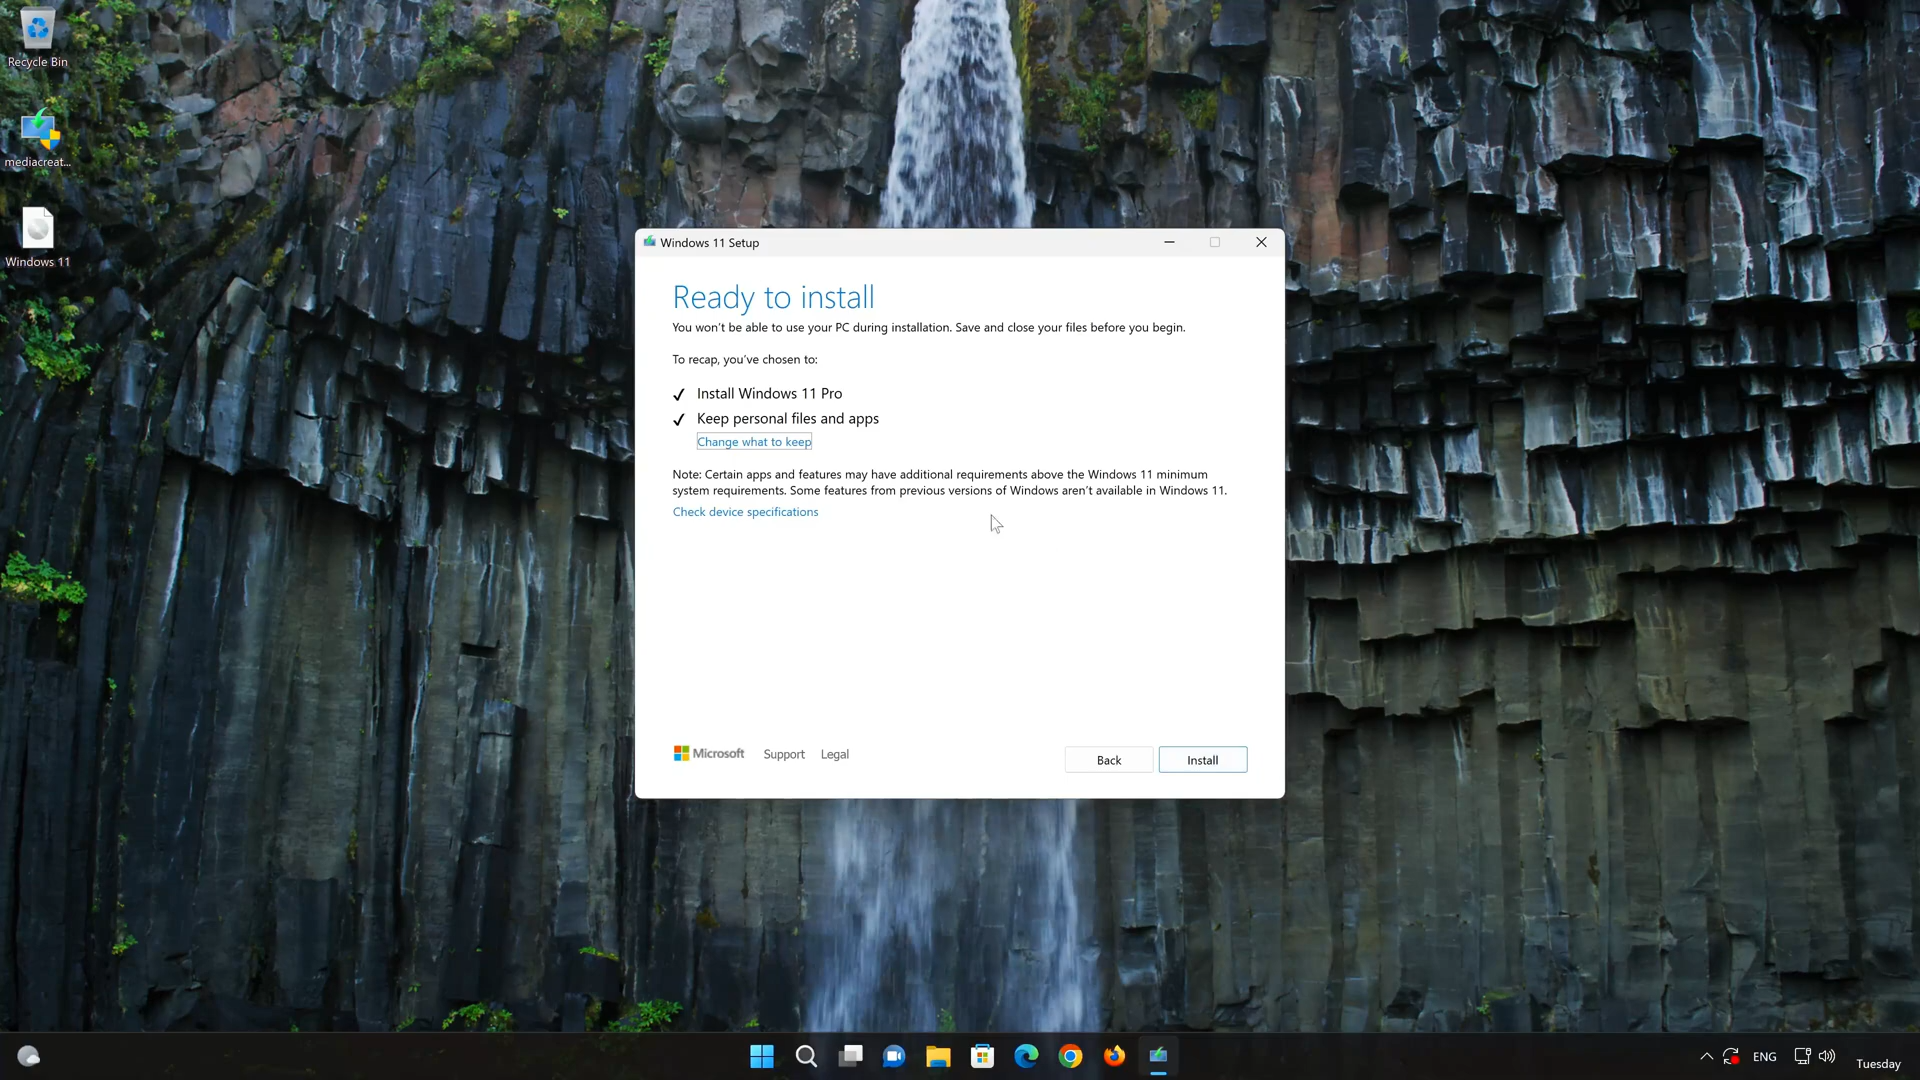 Recycle Bin
mediacreat...
Windows 11
Windows 11 Setup
Ready to install
You won't be able to use your PC during installation. Save and close your files before you begin.
To recap, you've chosen to:
Install Windows 11 Pro
Keep personal files and apps
Change what to keep
Note: Certain apps and features may have additional requirements above the Windows 11 minimum
system requirements. Some features from previous versions of Windows aren't available in Windows 11.
Check device specifications
Microsoft Support Legal
Back Install
ENG
Tuesday